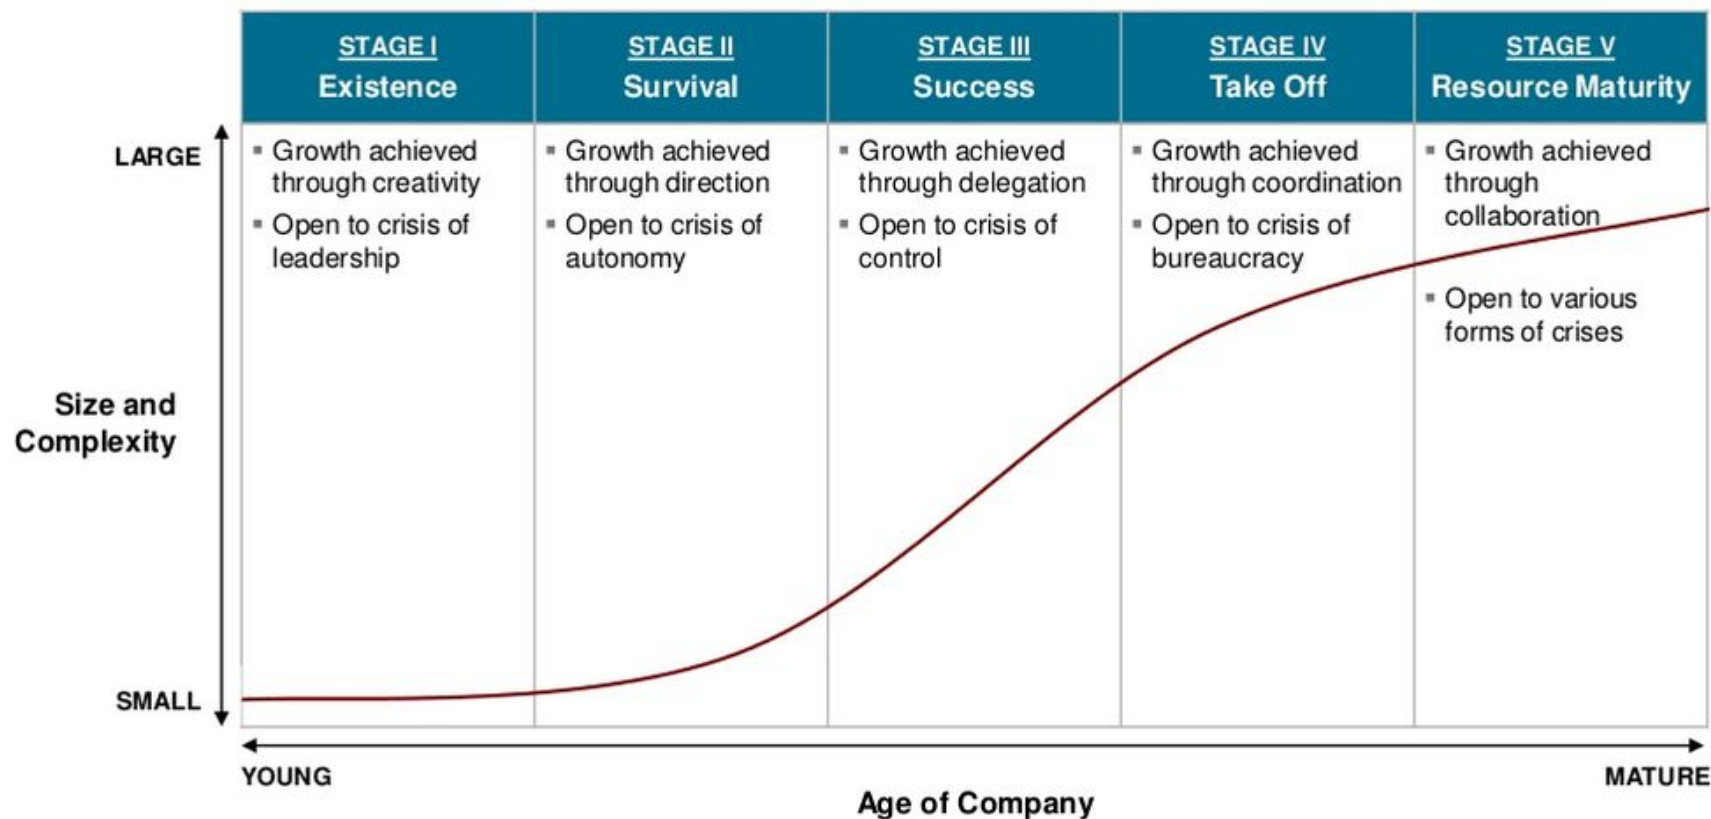 STAGE I
Existence
STAGE II
Survival
STAGE III
Success
STAGE IV
Take Off
STAGE V
Resource Maturity
LARGE
▪ Growth achieved
through creativity
▪ Open to crisis of
leadership
▪ Growth achieved
through direction
▪ Open to crisis of
autonomy
▪ Growth achieved
through delegation
▪ Open to crisis of
control
▪ Growth achieved
through coordination
▪ Open to crisis of
bureaucracy
▪ Growth achieved
through
collaboration
▪ Open to various
forms of crises
Size and
Complexity
SMALL
YOUNG
MATURE
Age of Company